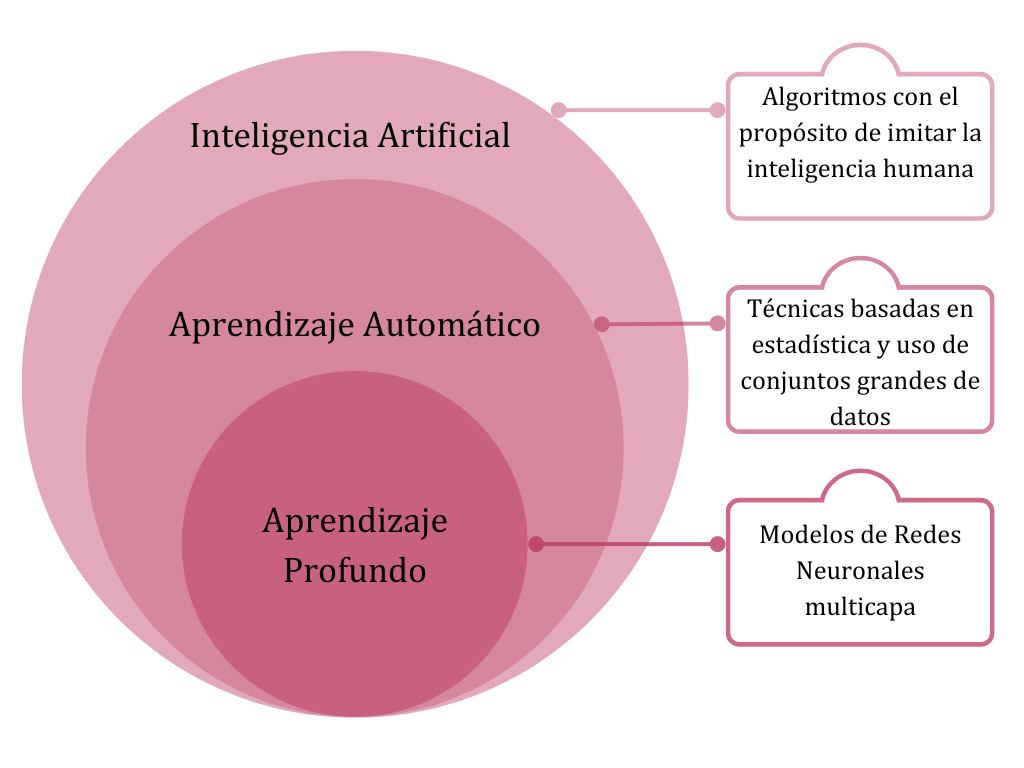 Inteligencia Artificial
Algoritmos con el
propósito de imitar la
inteligencia humana
Aprendizaje Automático
Técnicas basadas en
estadística y uso de
conjuntos grandes de
datos
Aprendizaje
Profundo
Modelos de Redes
Neuronales
multicapa